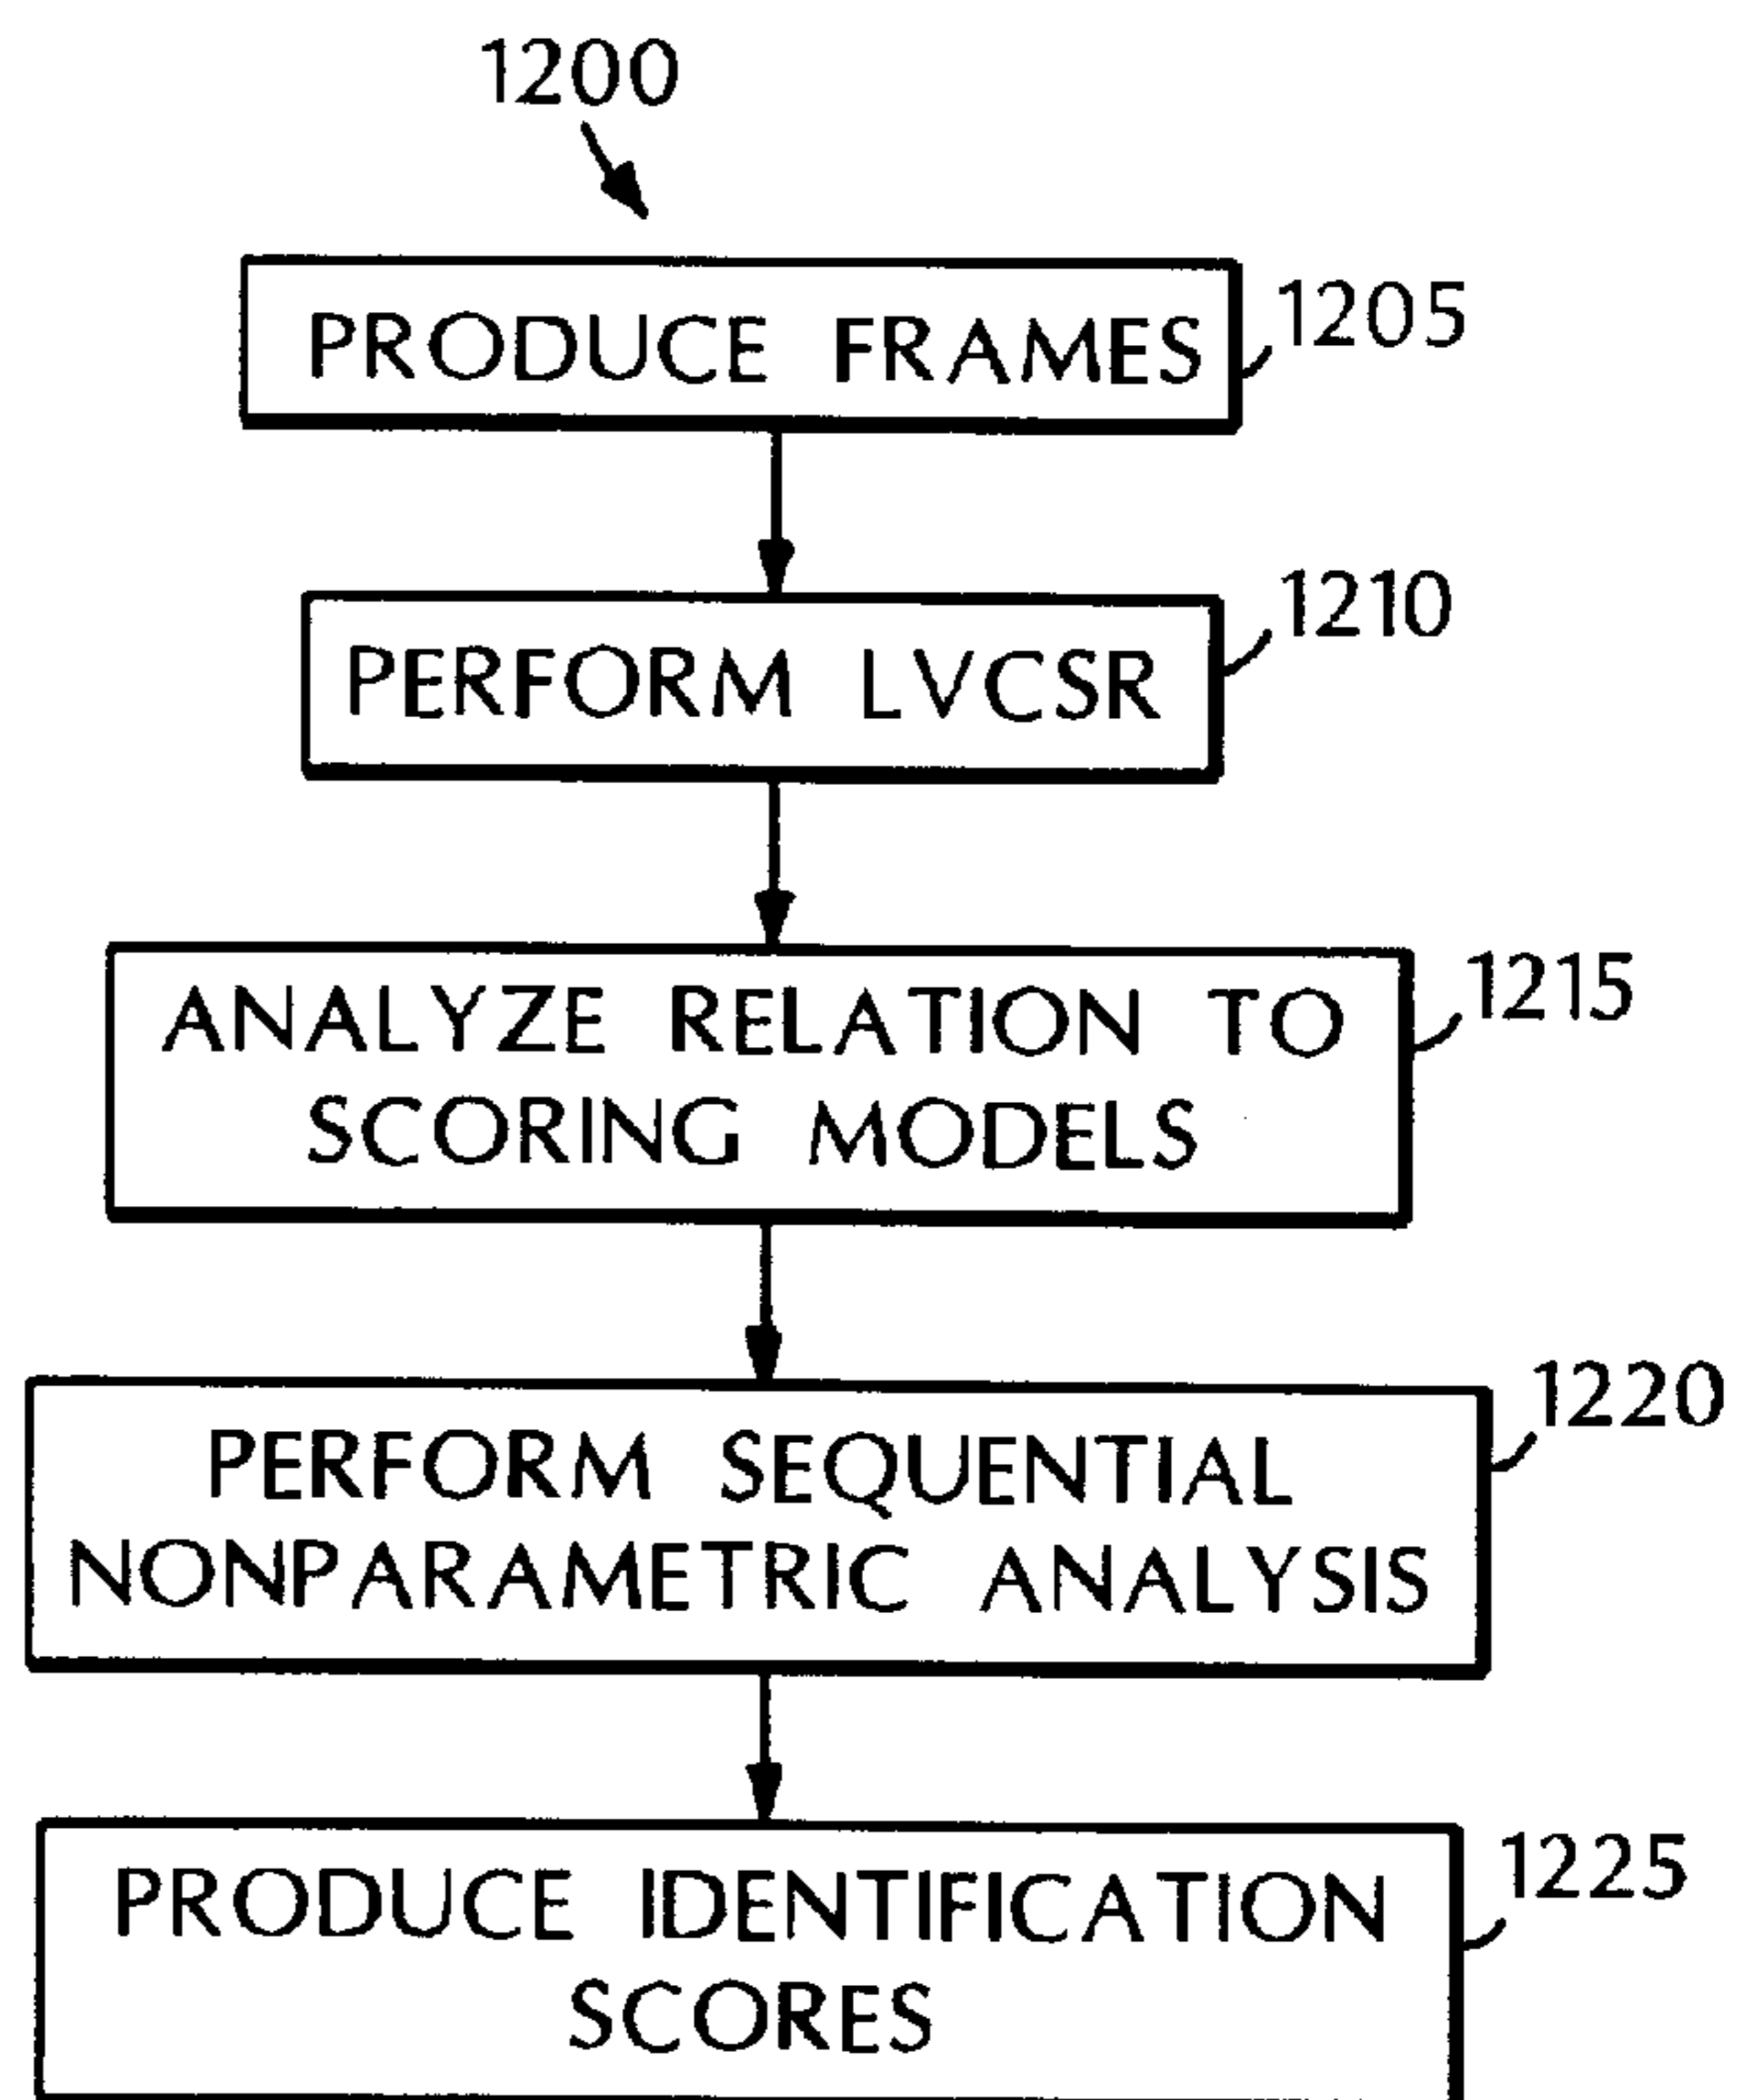 1200
PRODUCE FRAMES
1205
PERFORM LVCSR
1210
ANALYZE RELATION TO
SCORING MODELS
1215
PERFORM SEQUENTIAL
NONPARAMETRIC ANALYSIS
1220
PRODUCE IDENTIFICATION
SCORES
1225